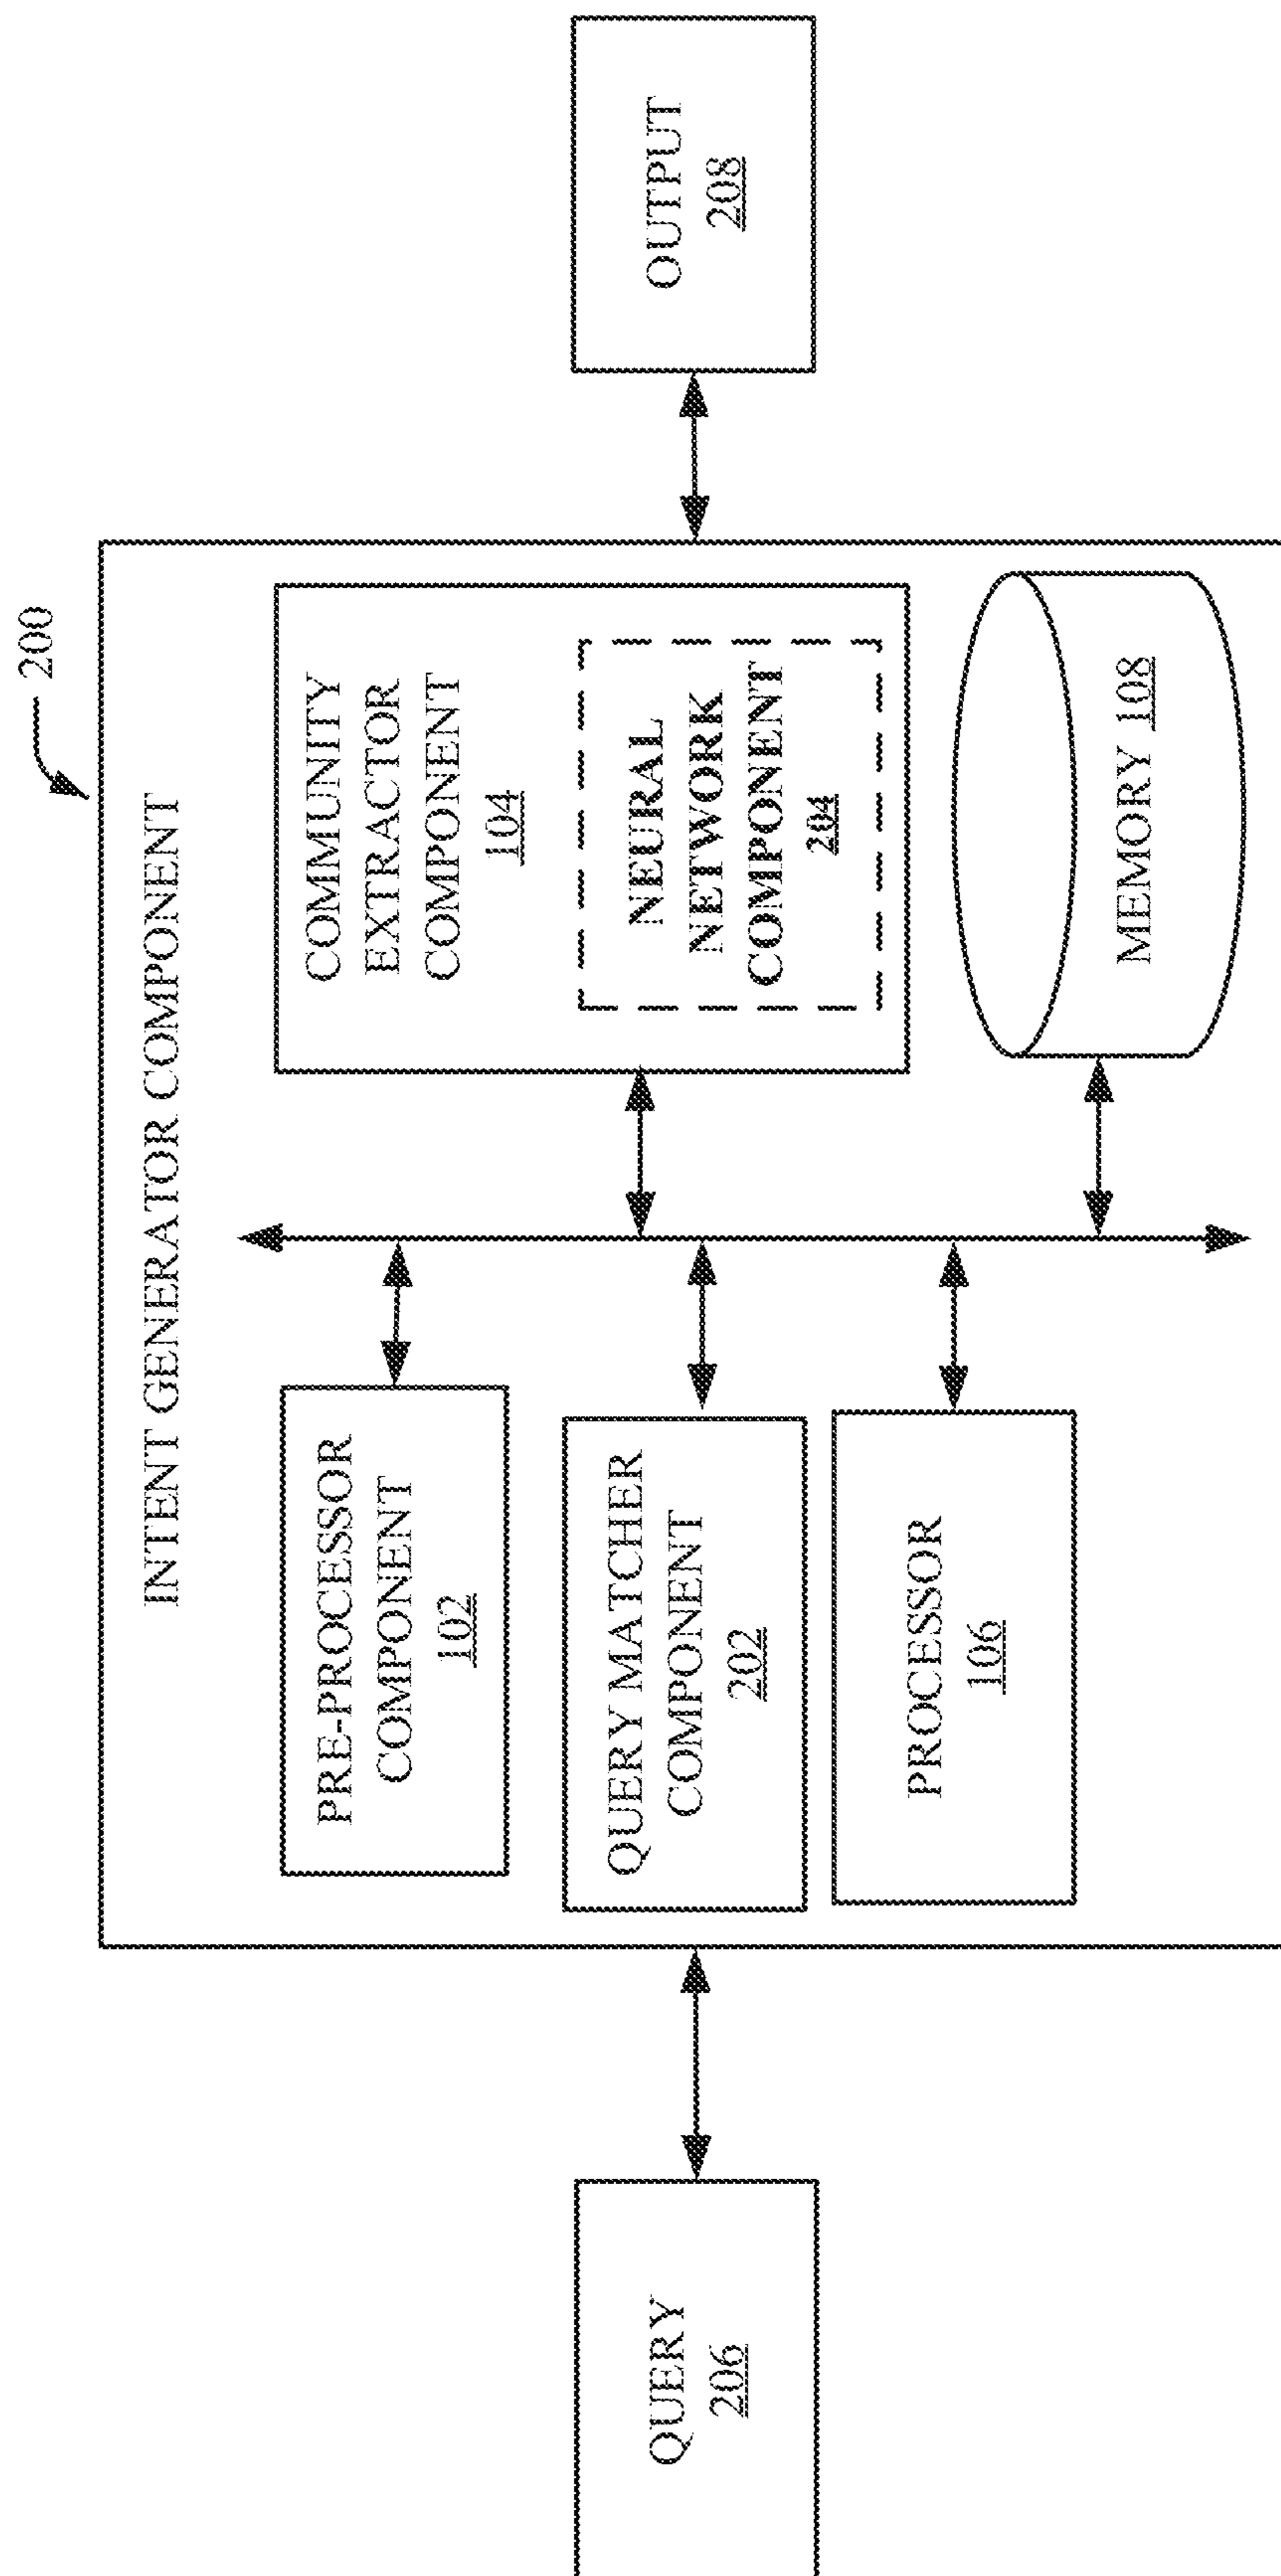 200
INTENT GENERATOR COMPONENT
QUERY
206
PRE-PROCESSOR
COMPONENT
102
QUERY MATCHER
COMPONENT
202
PROCESSOR
106
COMMUNITY
EXTRACTOR
COMPONENT
104
NEURAL
NETWORK
COMPONENT
204
MEMORY 108
OUTPUT
208